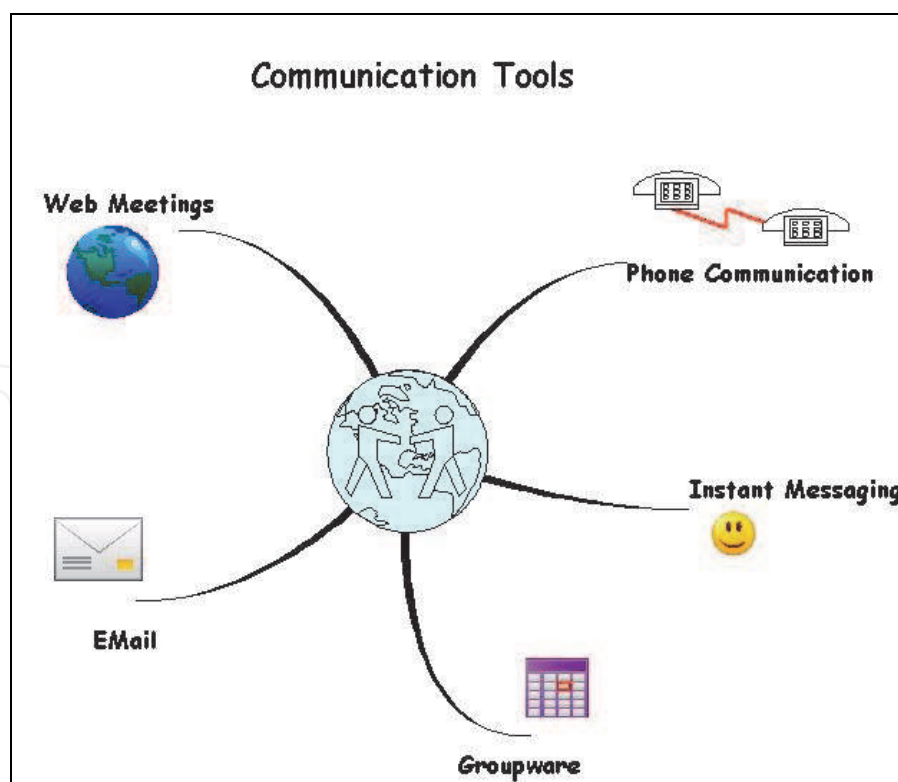 Communication Tools
Web Meetings
Phone Communication
Instant Messaging
EMail
Groupware